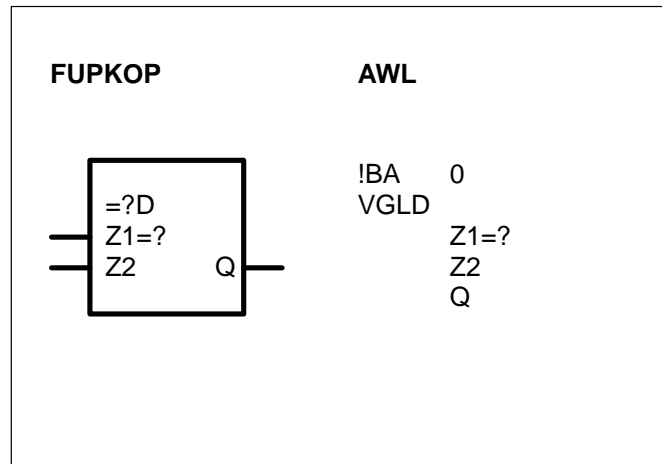 FUPKOP
AWL
=?D
Z1=?
Z2 Q
!BA 0
VGLD
Z1=?
Z2
Q